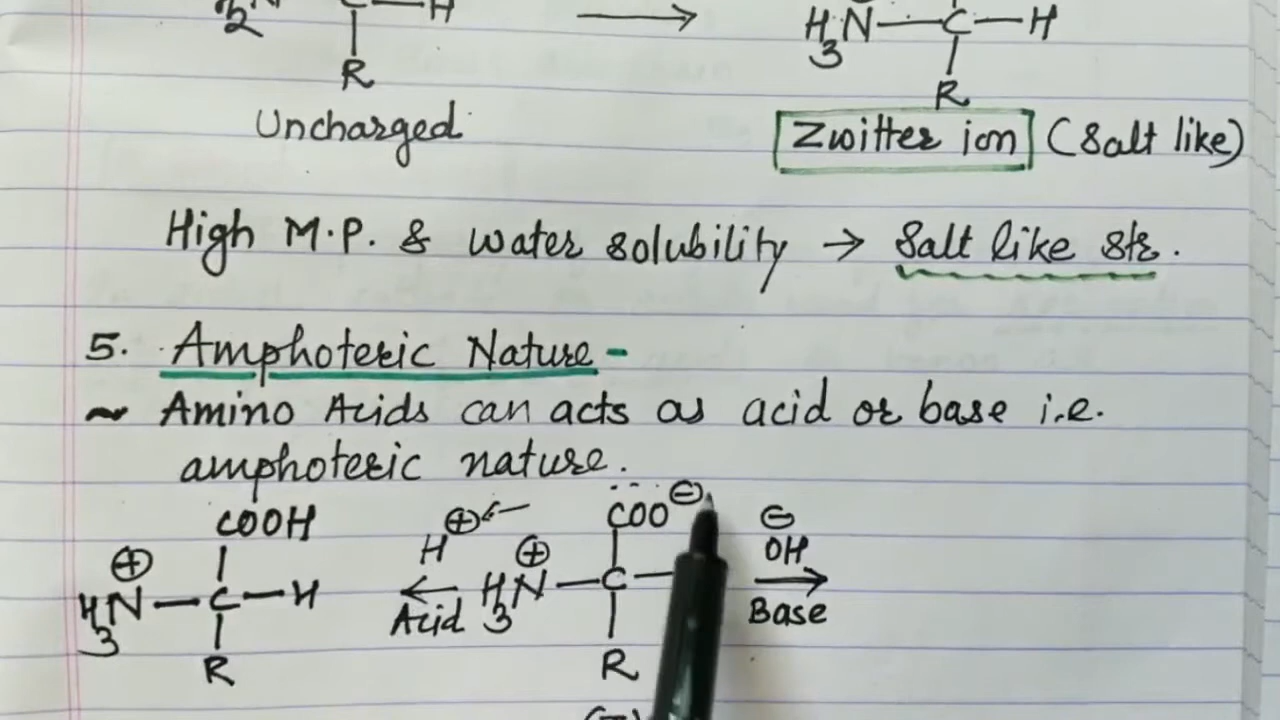 H2N C—H → H3N—C—H
R R
Uncharged Zwitter ion (Salt like)
High M.P. & water solubility → Salt like str.
5. Amphoteric Nature -
~ Amino Acids can acts as acid or base i.e.
amphoteric nature.
COOH H⊕ ← COO⊖ ⊖OH
H3N⊕—C—H ← Acid H3N⊕—C— → Base
R R